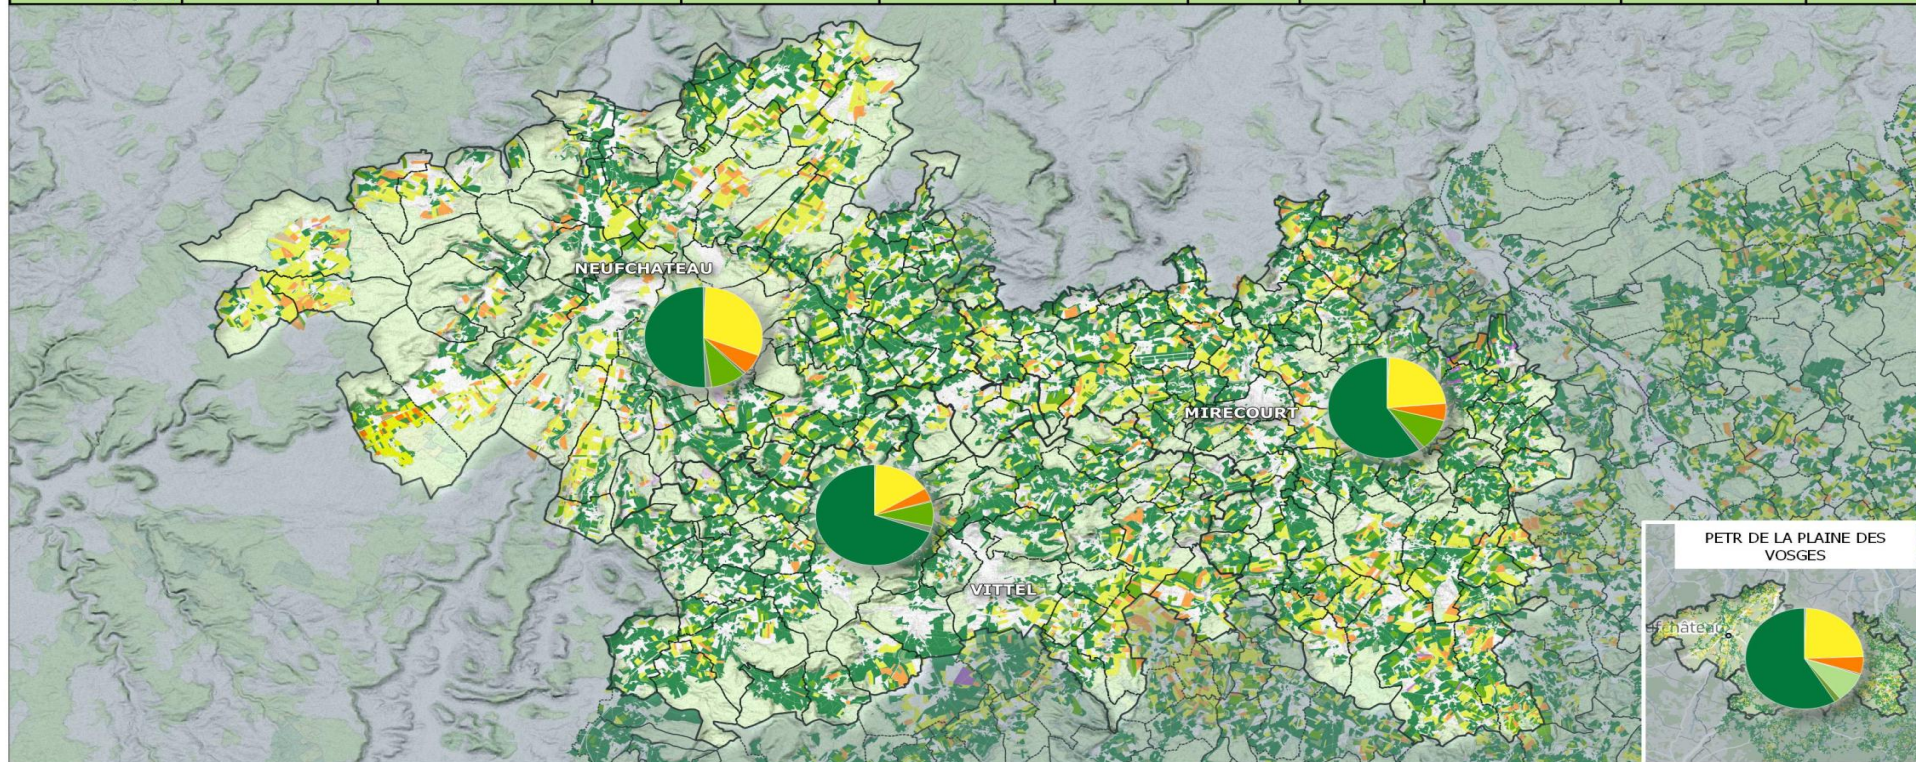 NEUFCHATEAU
MIRECOURT
VITTEL
PETR DE LA PLAINE DES
VOSGES